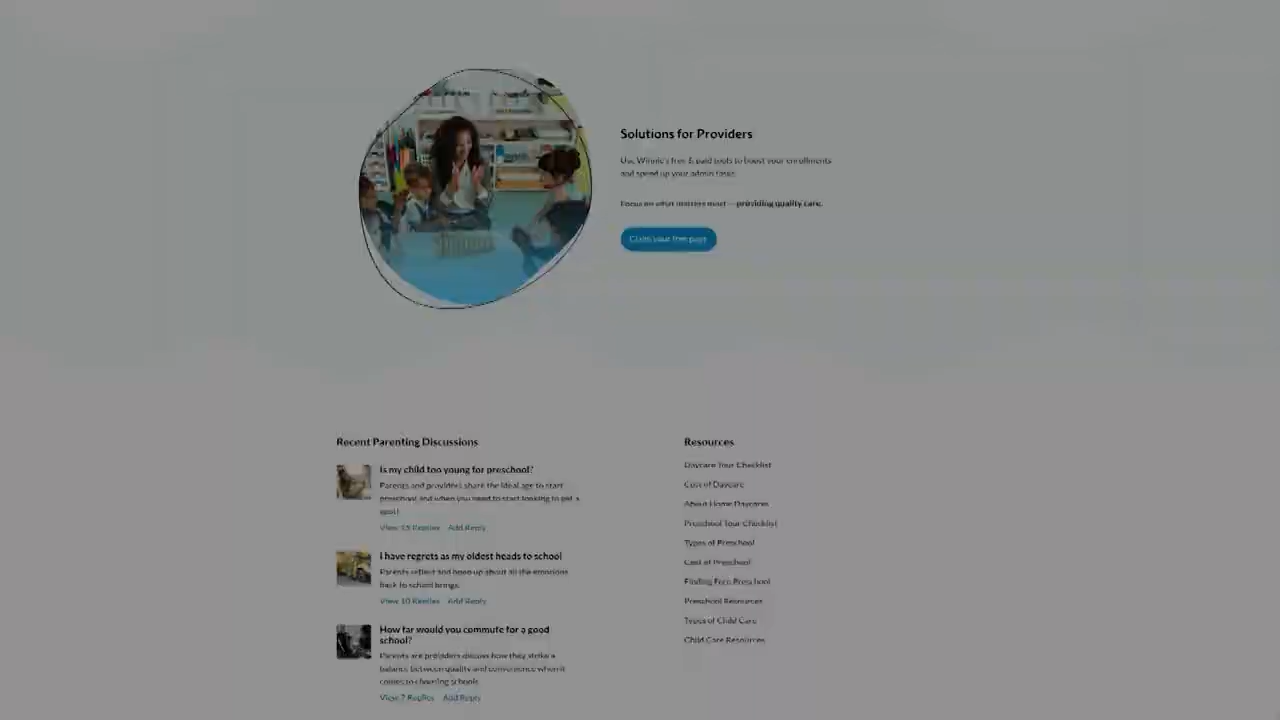 Solutions for Providers
Use Winnie's free & paid tools to boost your enrollments
and speed up your admin tasks.
Focus on what matters most — providing quality care.
Claim your free page
Recent Parenting Discussions
Is my child too young for preschool?
Parents and providers share the ideal age to start
preschool and when you need to start looking to get a
spot!
View 15 Replies Add Reply
I have regrets as my oldest heads to school
Parents reflect and open up about all the emotions
back to school brings.
View 10 Replies Add Reply
How far would you commute for a good
school?
Parents are providers discuss how they strike a
balance between quality and convenience when it
comes to choosing schools.
View 7 Replies Add Reply
Resources
Daycare Tour Checklist
Cost of Daycare
About Home Daycares
Preschool Tour Checklist
Types of Preschool
Cost of Preschool
Finding Free Preschool
Preschool Resources
Types of Child Care
Child Care Resources